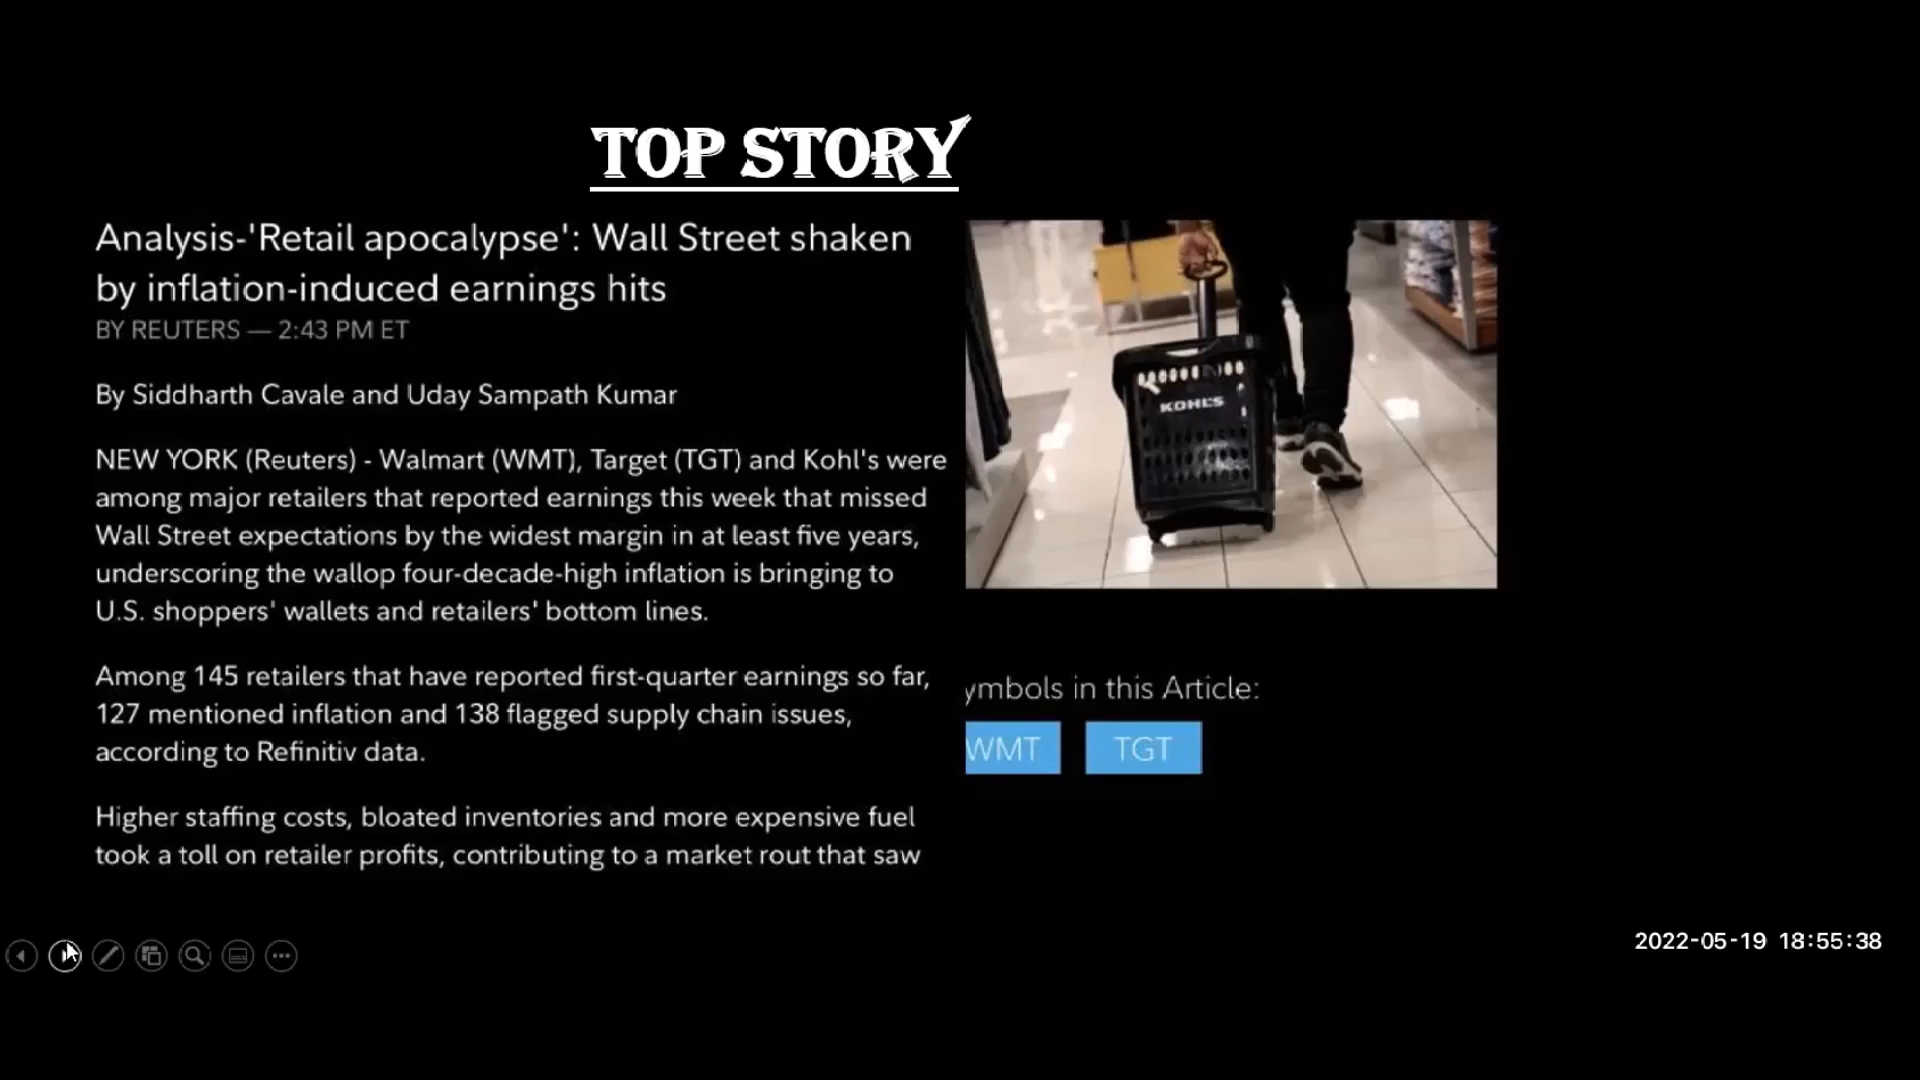 TOP STORY
Analysis-'Retail apocalypse': Wall Street shaken
by inflation-induced earnings hits
BY REUTERS — 2:43 PM ET
By Siddharth Cavale and Uday Sampath Kumar
NEW YORK (Reuters) - Walmart (WMT), Target (TGT) and Kohl's were
among major retailers that reported earnings this week that missed
Wall Street expectations by the widest margin in at least five years,
underscoring the wallop four-decade-high inflation is bringing to
U.S. shoppers' wallets and retailers' bottom lines.
Among 145 retailers that have reported first-quarter earnings so far,
127 mentioned inflation and 138 flagged supply chain issues,
according to Refinitiv data.
Higher staffing costs, bloated inventories and more expensive fuel
took a toll on retailer profits, contributing to a market rout that saw
KOHL'S
ymbols in this Article:
WMT TGT
2022-05-19 18:55:38